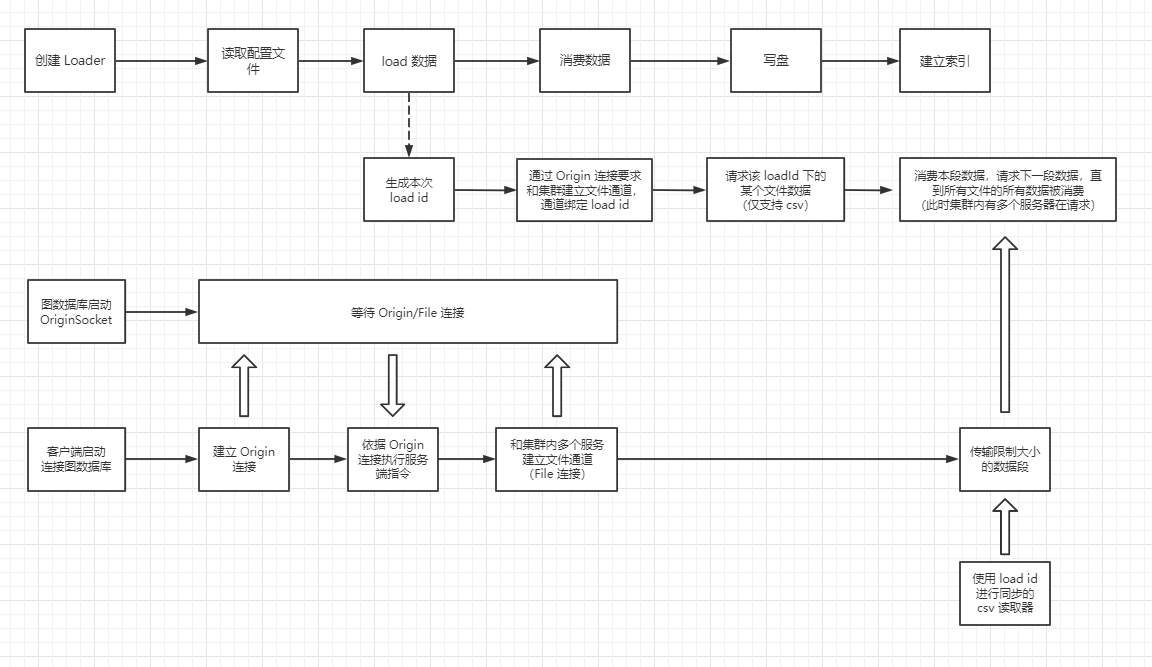 创建 Loader
读取配置文
件
load 数据
消费数据
写盘
建立索引
生成本次
load id
通过 Origin 连接要求
和集群建立文件通道，
通道绑定 load id
请求该 loadId 下的
某个文件数据
（仅支持 csv）
消费本段数据，请求下一段数据，直
到所有文件的所有数据被消费
（此时集群内有多个服务器在请求）
图数据库启动
OriginSocket
等待 Origin/File 连接
客户端启动
连接图数据库
建立 Origin
连接
依据 Origin
连接执行服务
端指令
和集群内多个服务
建立文件通道
（File 连接）
传输限制大小
的数据段
使用 load id
进行同步的
csv 读取器